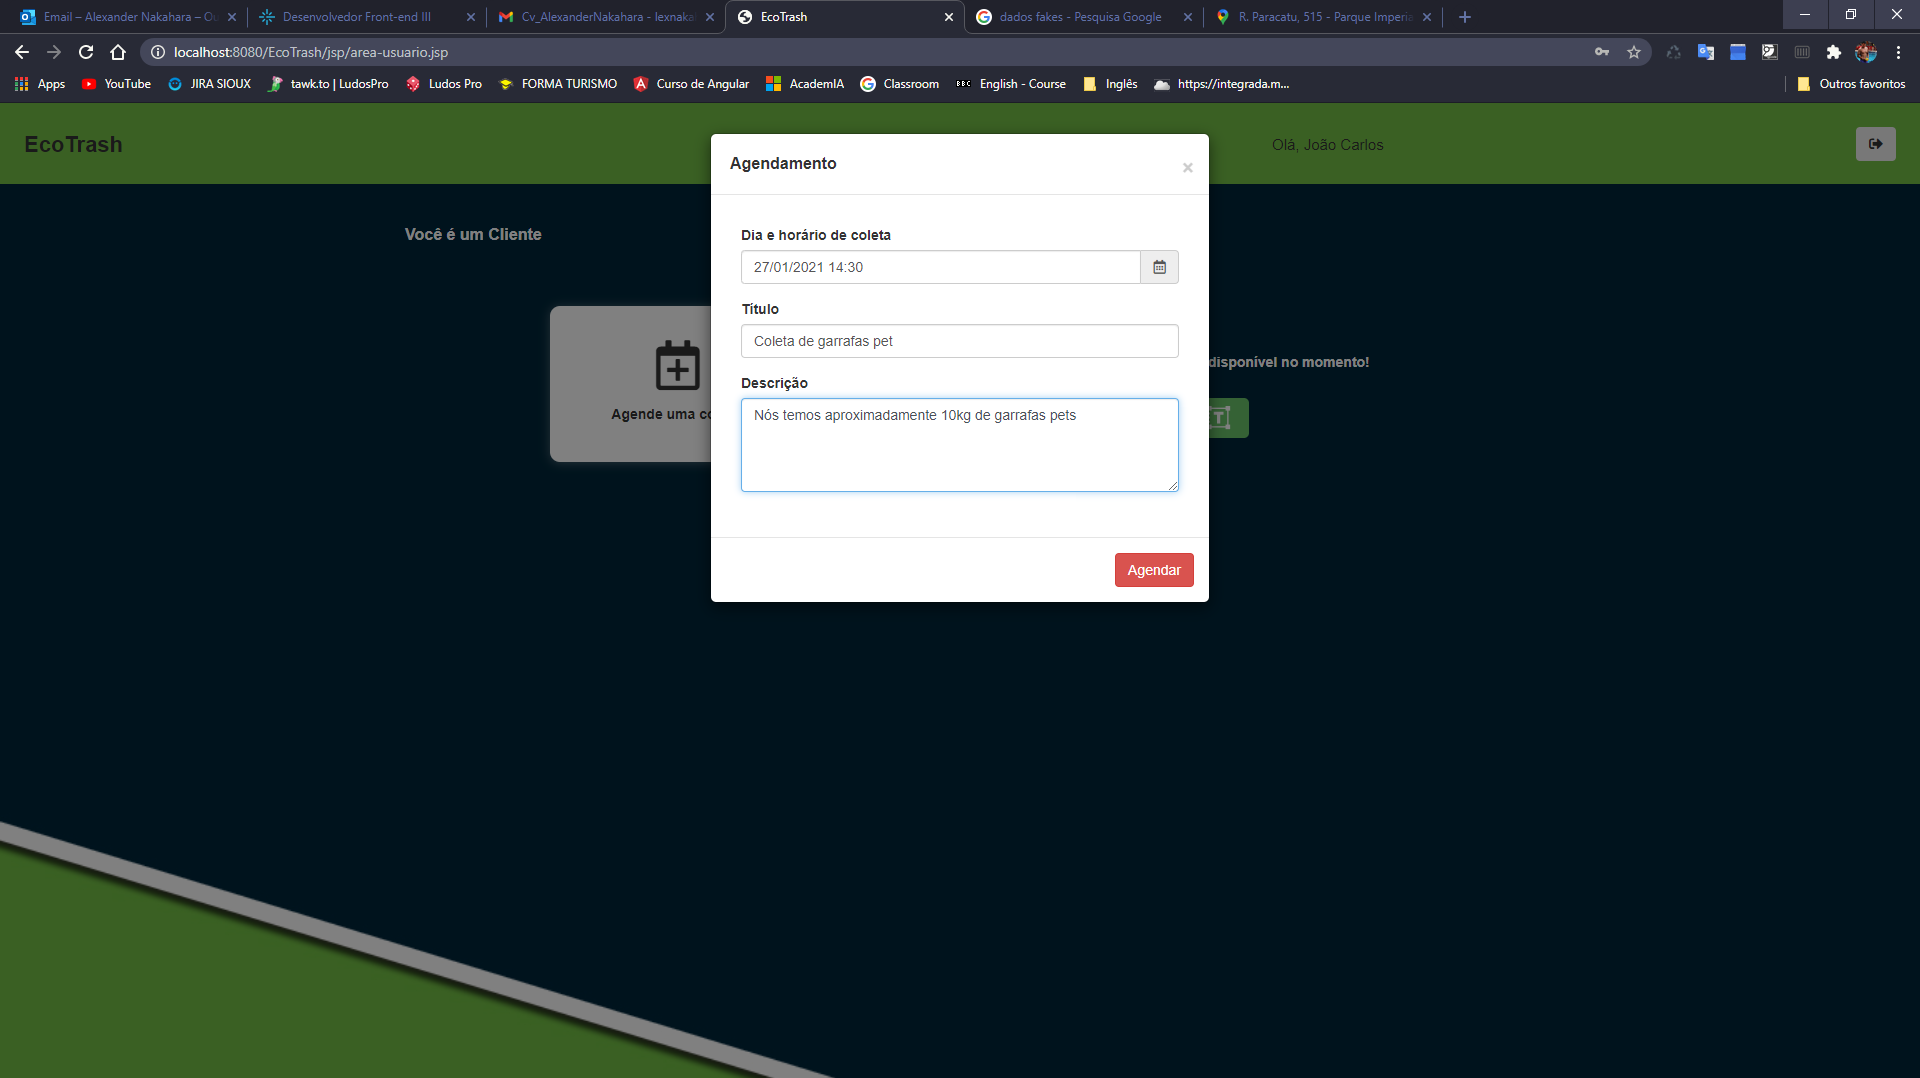 Email – Alexander Nakahara – Ou
Desenvolvedor Front-end III
Cv_AlexanderNakahara - lexnaka
EcoTrash
dados fakes - Pesquisa Google
R. Paracatu, 515 - Parque Imperia
localhost:8080/EcoTrash/jsp/area-usuario.jsp
Apps
YouTube
JIRA SIOUX
tawk.to | LudosPro
Ludos Pro
FORMA TURISMO
Curso de Angular
AcademIA
Classroom
BBC
English - Course
Inglês
https://integrada.m...
Outros favoritos
EcoTrash
Olá, João Carlos
Você é um Cliente
Agende uma co
disponível no momento!
Agendamento
×
Dia e horário de coleta
27/01/2021 14:30
Título
Coleta de garrafas pet
Descrição
Nós temos aproximadamente 10kg de garrafas pets
Agendar